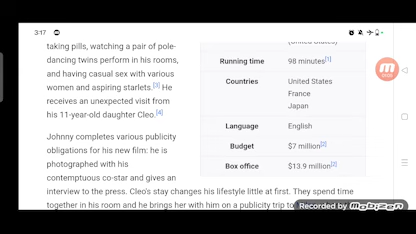 3:17
taking pills, watching a pair of pole-
dancing twins perform in his rooms,
and having casual sex with various
women and aspiring starlets.[3] He
receives an unexpected visit from
his 11-year-old daughter Cleo.[4]
Johnny completes various publicity
obligations for his new film: he is
photographed with his
contemptuous co-star and gives an
interview to the press. Cleo's stay changes his lifestyle little at first. They spend time
together in his room and he brings her with him on a publicity trip to
(United States)
Running time 98 minutes[1]
Countries United States
France
Japan
Language English
Budget $7 million[2]
Box office $13.9 million[2]
Recorded by Mobizen